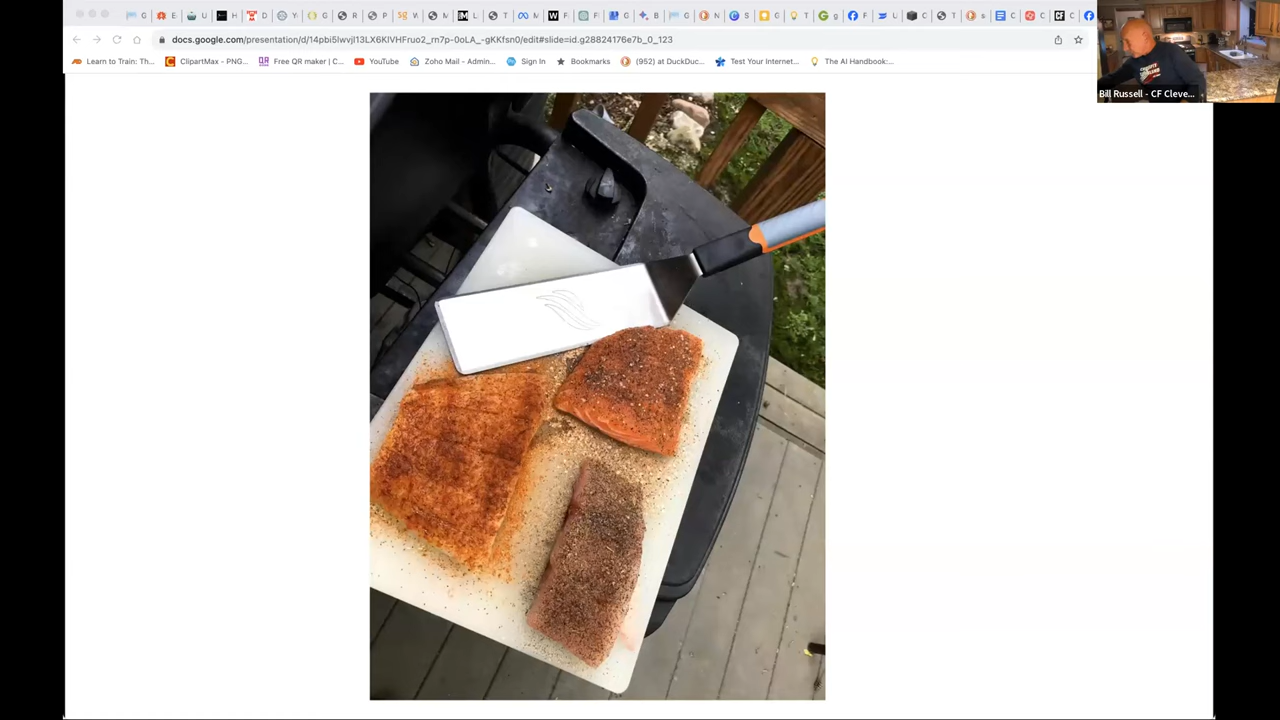 docs.google.com/presentation/d/14pbi5lwvjl13LX6KlVHFruo2_rn7p-0dLA_-gKKfsn0/edit#slide=id.g28824176e7b_0_123
Learn to Train: Th... ClipartMax - PNG... Free QR maker | C... YouTube Zoho Mail - Admin... Sign In Bookmarks (952) at DuckDuc... Test Your Internet... The AI Handbook:...
Bill Russell - CF Cleve...